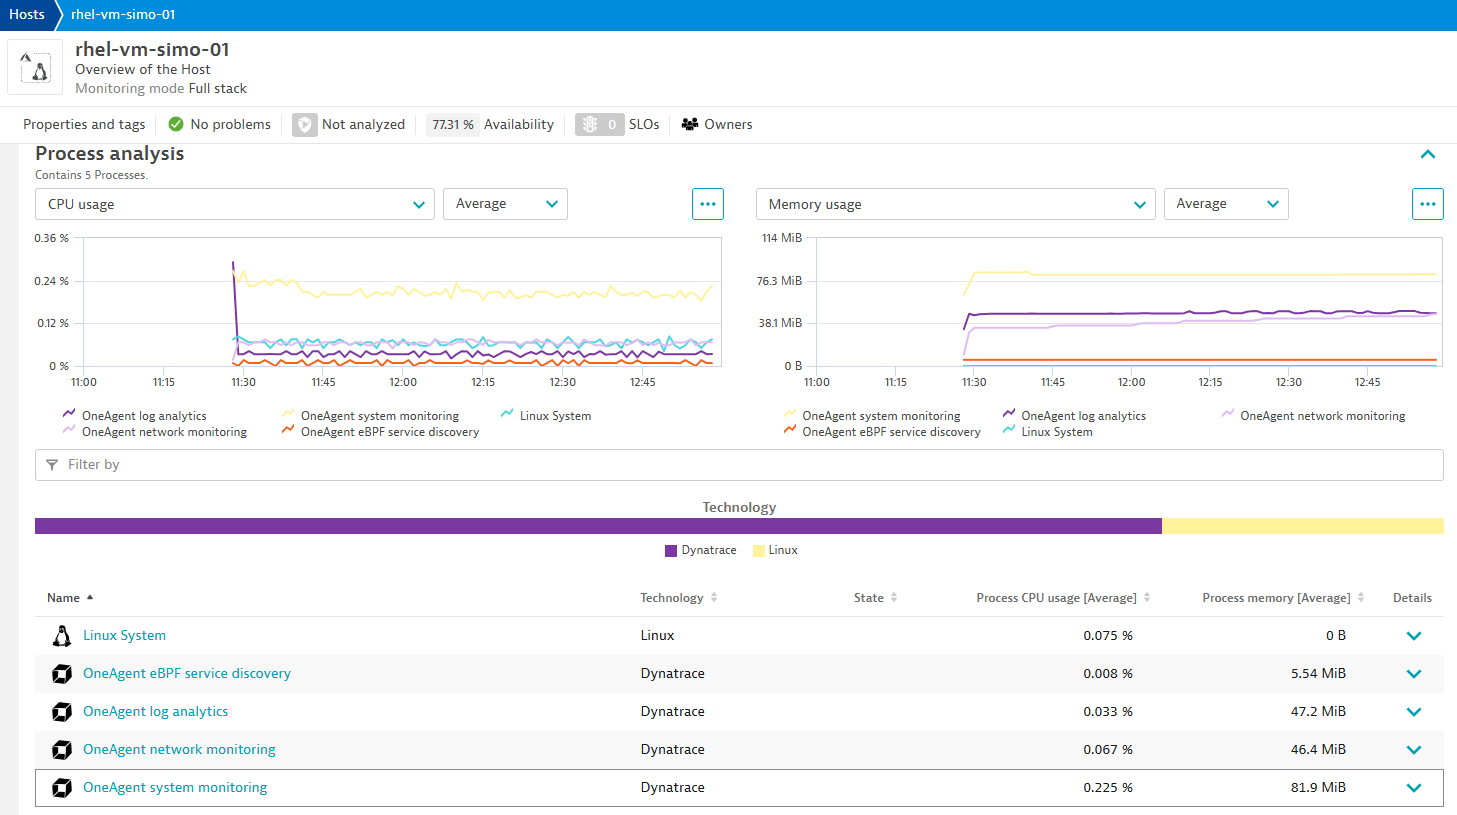 Hosts rhel-vm-simo-01
rhel-vm-simo-01
Overview of the Host
Monitoring mode Full stack
Properties and tags No problems Not analyzed 77.31 % Availability 0 SLOs Owners
Process analysis
Contains 5 Processes.
CPU usage Average ... Memory usage Average ...
0.36 %
0.24 %
0.12 %
0 %
11:00 11:15 11:30 11:45 12:00 12:15 12:30 12:45
OneAgent log analytics OneAgent system monitoring Linux System
OneAgent network monitoring OneAgent eBPF service discovery
114 MiB
76.3 MiB
38.1 MiB
0 B
11:00 11:15 11:30 11:45 12:00 12:15 12:30 12:45
OneAgent system monitoring OneAgent log analytics OneAgent network monitoring
OneAgent eBPF service discovery Linux System
Filter by
Technology
Dynatrace Linux
Name Technology State Process CPU usage [Average] Process memory [Average] Details
Linux System Linux 0.075 % 0 B
OneAgent eBPF service discovery Dynatrace 0.008 % 5.54 MiB
OneAgent log analytics Dynatrace 0.033 % 47.2 MiB
OneAgent network monitoring Dynatrace 0.067 % 46.4 MiB
OneAgent system monitoring Dynatrace 0.225 % 81.9 MiB